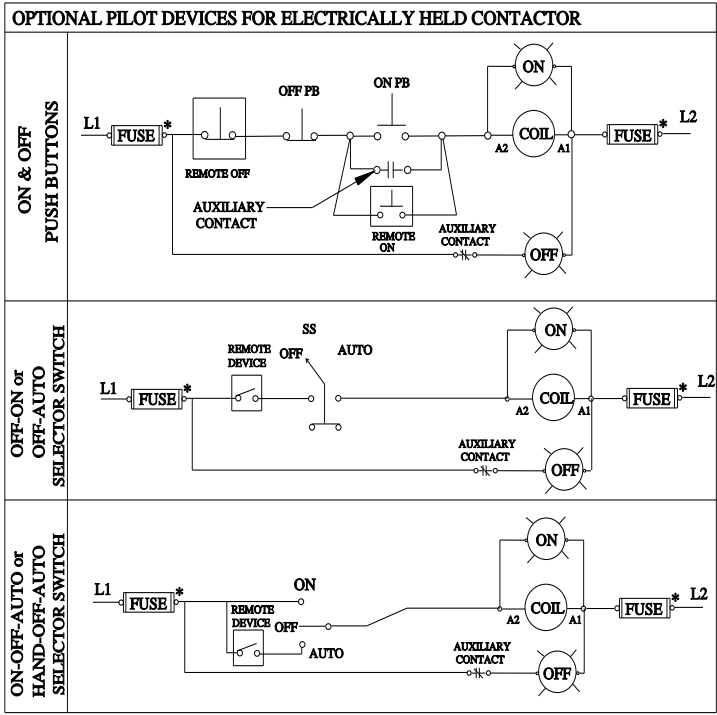 OPTIONAL PILOT DEVICES FOR ELECTRICALLY HELD CONTACTOR
ON & OFF
PUSH BUTTONS
L1
FUSE
*
REMOTE OFF
OFF PB
ON PB
AUXILIARY
CONTACT
REMOTE
ON
AUXILIARY
CONTACT
ON
COIL
A2
A1
OFF
FUSE
*
L2
OFF-ON or
OFF-AUTO
SELECTOR SWITCH
L1
FUSE
*
REMOTE
DEVICE
SS
OFF
AUTO
AUXILIARY
CONTACT
ON
COIL
A2
A1
OFF
FUSE
*
L2
ON-OFF-AUTO or
HAND-OFF-AUTO
SELECTOR SWITCH
L1
FUSE
*
REMOTE
DEVICE
ON
OFF
AUTO
AUXILIARY
CONTACT
ON
COIL
A2
A1
OFF
FUSE
*
L2